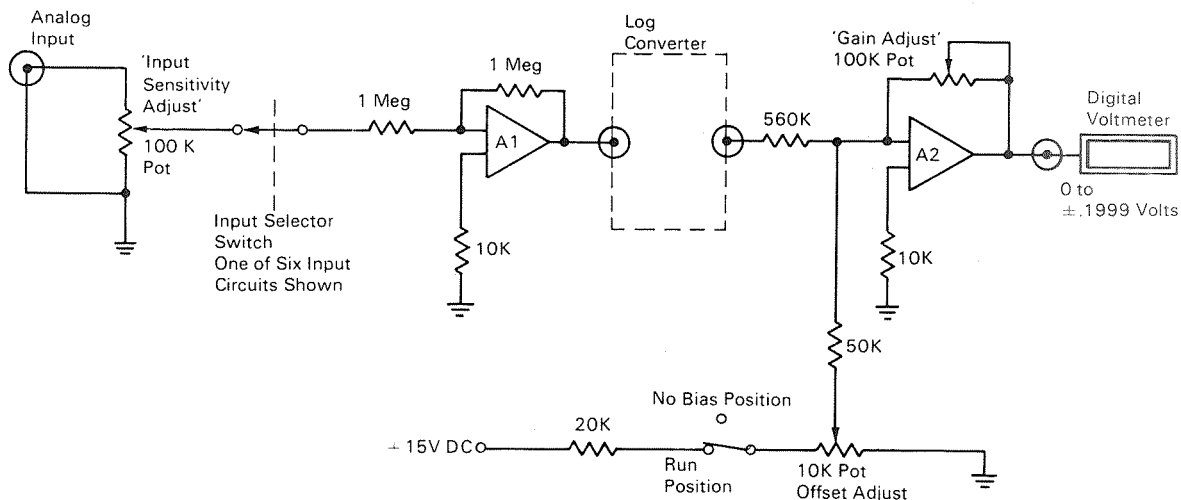 Analog
Input
'Input
Sensitivity
Adjust'
100 K
Pot
Input Selector
Switch
One of Six Input
Circuits Shown
1 Meg
1 Meg
A1
10K
Log
Converter
560K
'Gain Adjust'
100K Pot
A2
10K
Digital
Voltmeter
0 to
±.1999 Volts
50K
No Bias Position
± 15V DC
20K
Run
Position
10K Pot
Offset Adjust